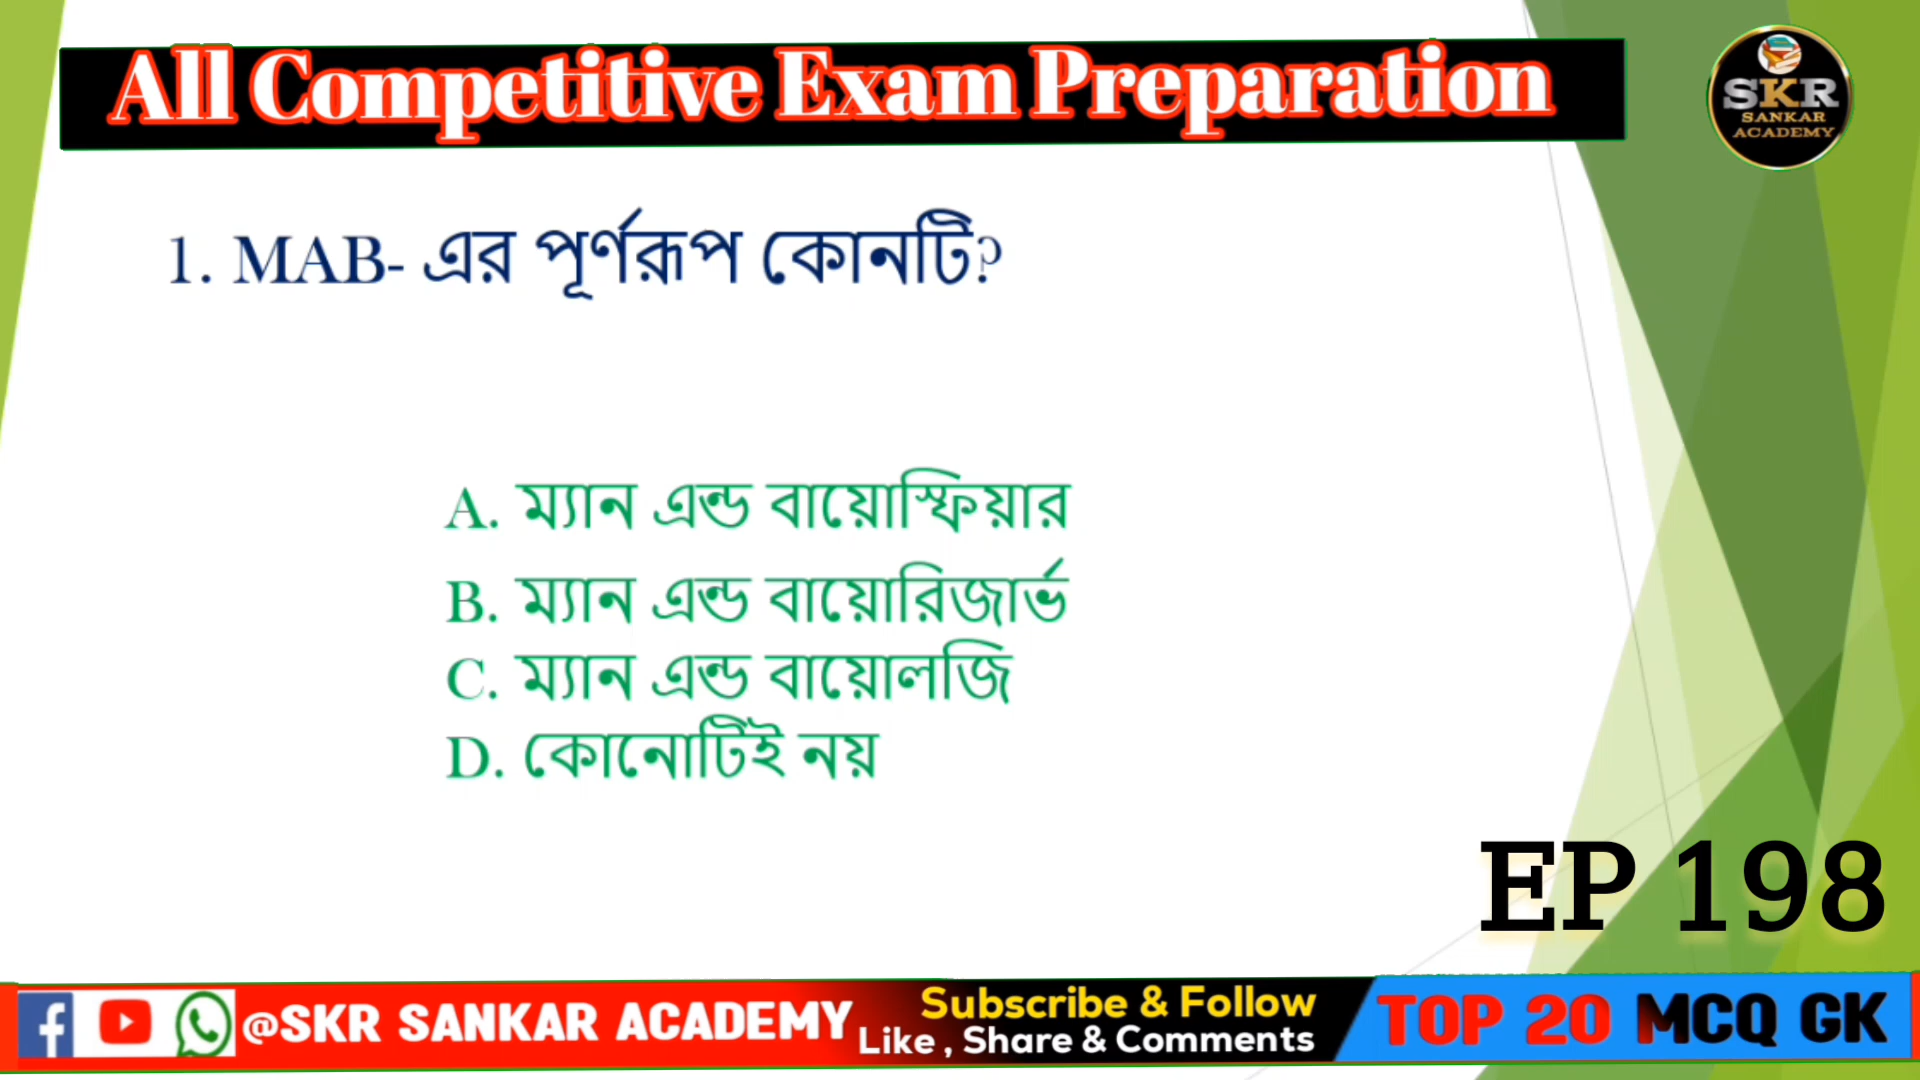 All Competitive Exam Preparation
SKR
SANKAR
ACADEMY
1. MAB- এর পূর্ণরূপ কোনটি?
A. ম্যান এন্ড বায়োস্ফিয়ার
B. ম্যান এন্ড বায়োরিজার্ভ
C. ম্যান এন্ড বায়োলজি
D. কোনোটিই নয়
EP 198
@SKR SANKAR ACADEMY
Subscribe & Follow
Like , Share & Comments
TOP 20 MCQ GK